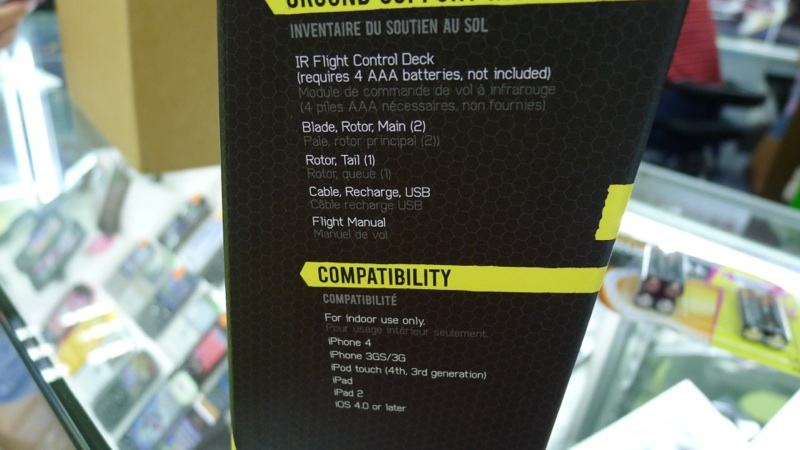 INVENTAIRE DU SOUTIEN AU SOL
IR Flight Control Deck
(requires 4 AAA batteries, not included)
Module de commande de vol à infrarouge
(4 piles AAA nécessaires, non fournies)
Blade, Rotor, Main (2)
Pale, rotor principal (2))
Rotor, Tail (1)
Rotor, queue (1)
Cable, Recharge, USB
Câble recharge USB
Flight Manual
Manuel de vol
COMPATIBILITY
COMPATIBILITÉ
For indoor use only.
Pour usage intérieur seulement.
iPhone 4
iPhone 3GS/3G
iPod touch (4th, 3rd generation)
iPad
iPad 2
iOS 4.0 or later